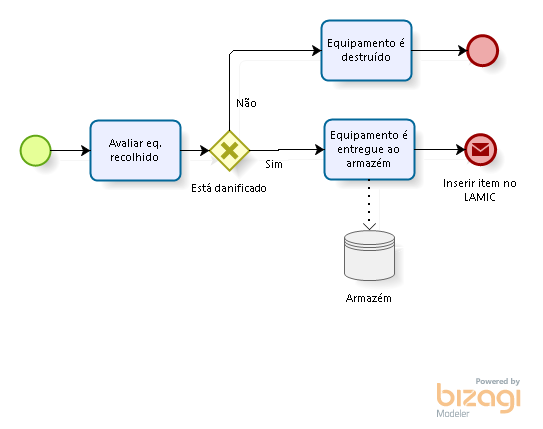 Equipamento é
destruído
Não
Avaliar eq.
recolhido
Equipamento é
entregue ao
armazém
Sim
Está danificado
Inserir item no
LAMIC
Armazém
Powered by
bizagi
Modeler